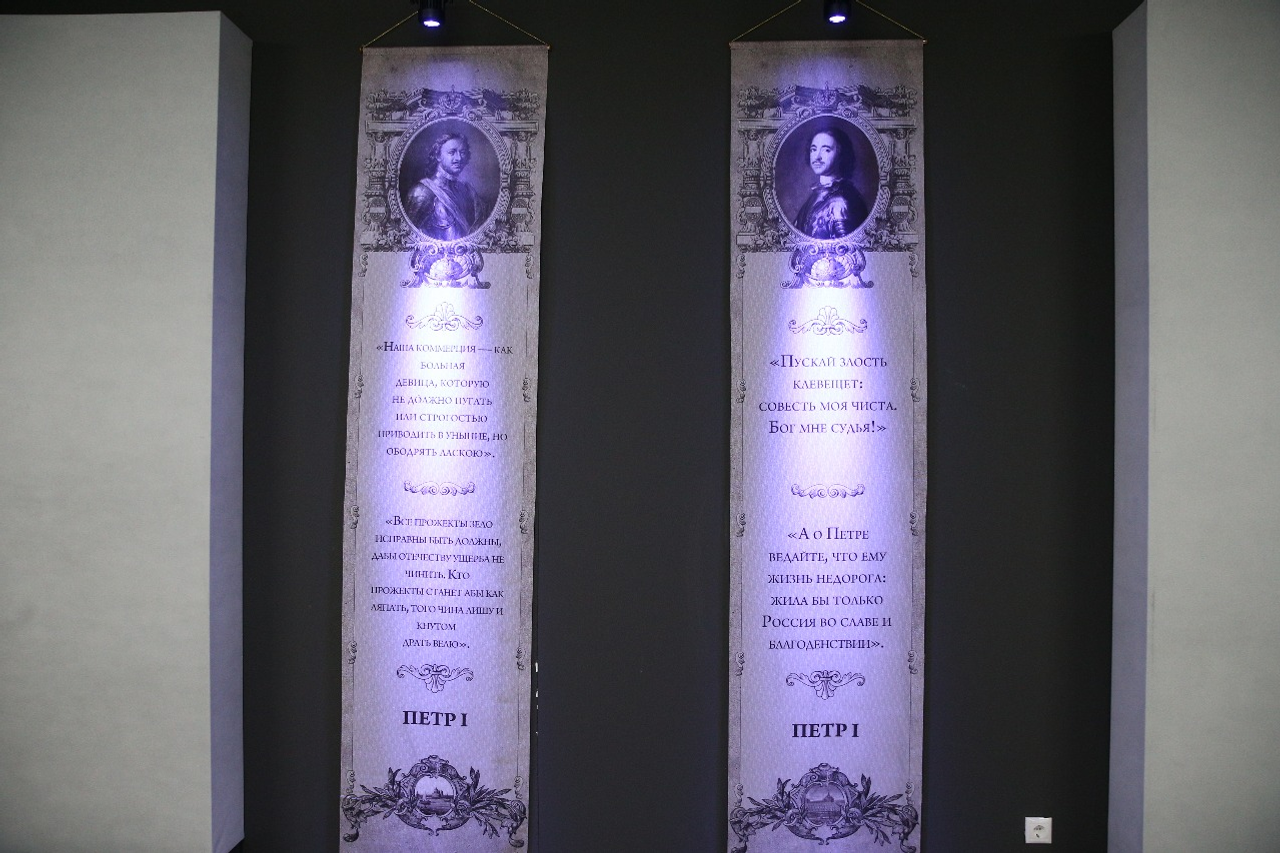 «Наша коммерция — как
больная
девица, которую
не должно пугать
или строгостью
приводить в уныние, но
ободрять ласкою».
«Все прожекты зело
исправны быть должны,
дабы отечеству ущерба не
чинить. Кто
прожекты станет абы как
ляпать, того чина лишу и
кнутом
драть велю».
ПЕТР I
«Пускай злость
клевещет:
совесть моя чиста.
Бог мне судья!»
«А о Петре
ведайте, что ему
жизнь недорога:
жила бы только
Россия во славе и
благоденствии».
ПЕТР I